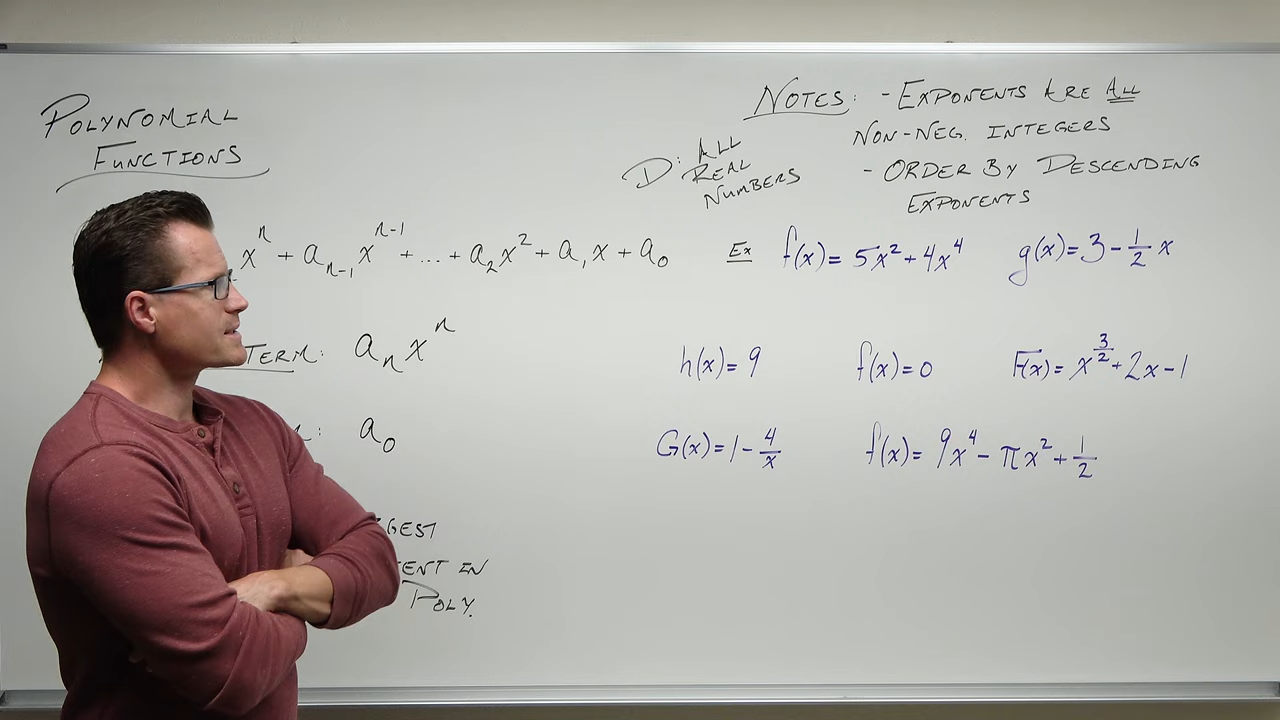 POLYNOMIAL
FUNCTIONS
xⁿ + aₙ₋₁xⁿ⁻¹ + ... + a₂x² + a₁x + a₀
TERM: aₙxⁿ
: a₀
GEST
ENT IN
POLY.
D: ALL
REAL
NUMBERS
NOTES: - EXPONENTS ARE ALL
NON-NEG. INTEGERS
- ORDER BY DESCENDING
EXPONENTS
Ex f(x)= 5x²+4x⁴ g(x)= 3 - 1/2 x
h(x)= 9 f(x)= 0 F(x)= x^(3/2)+2x-1
G(x)= 1 - 4/x f(x)= 9x⁴ - πx² + 1/2